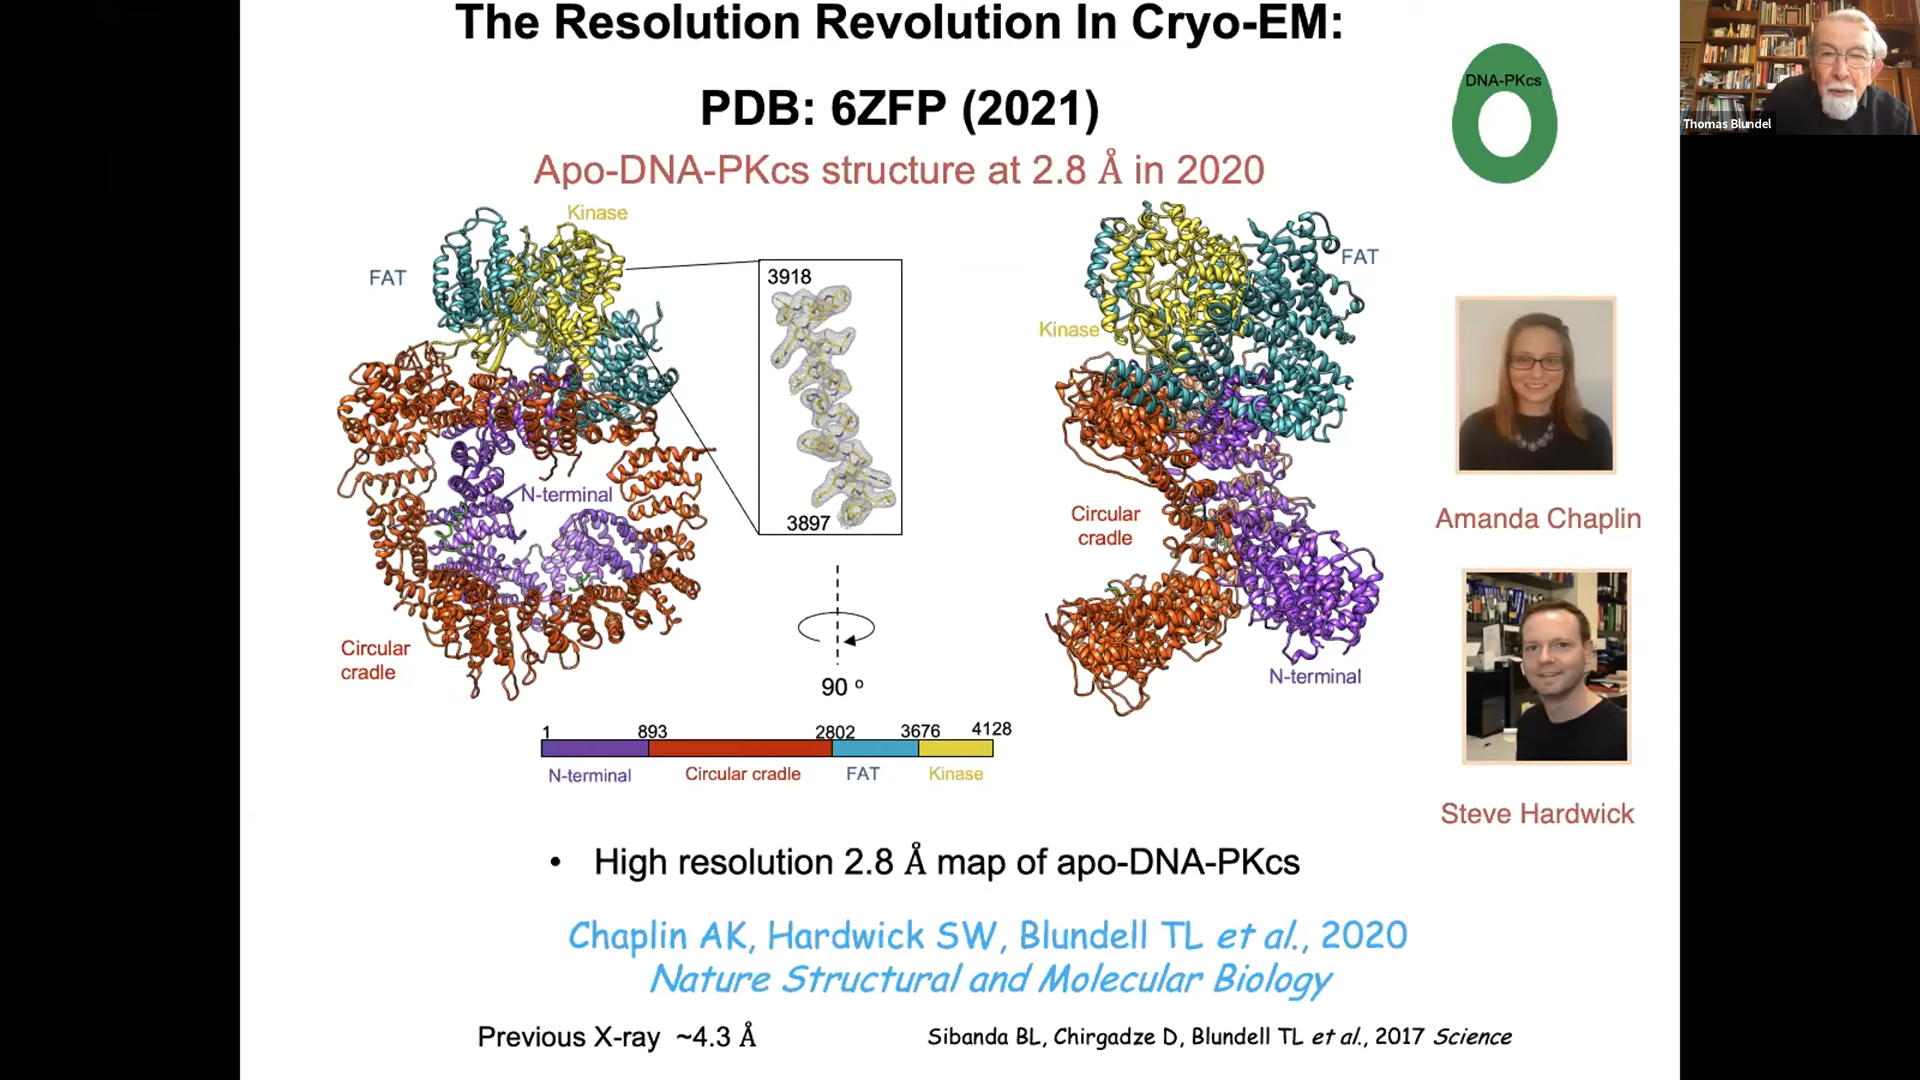 The Resolution Revolution In Cryo-EM:
PDB: 6ZFP (2021)
Apo-DNA-PKcs structure at 2.8 Å in 2020
DNA-PKcs
Thomas Blundel
Kinase
FAT
3918
3897
N-terminal
Circular
cradle
90 º
FAT
Kinase
Circular
cradle
N-terminal
Amanda Chaplin
Steve Hardwick
1 893 2802 3676 4128
N-terminal Circular cradle FAT Kinase
• High resolution 2.8 Å map of apo-DNA-PKcs
Chaplin AK, Hardwick SW, Blundell TL et al., 2020
Nature Structural and Molecular Biology
Previous X-ray ~4.3 Å
Sibanda BL, Chirgadze D, Blundell TL et al., 2017 Science